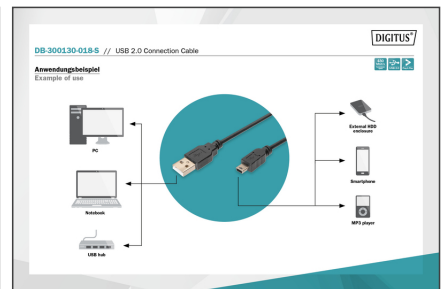 DIGITUS®
DB-300130-018-S // USB 2.0 Connection Cable
Anwendungsbeispiel
Example of use
PC
Notebook
USB hub
External HDD
enclosure
Smartphone
MP3 player